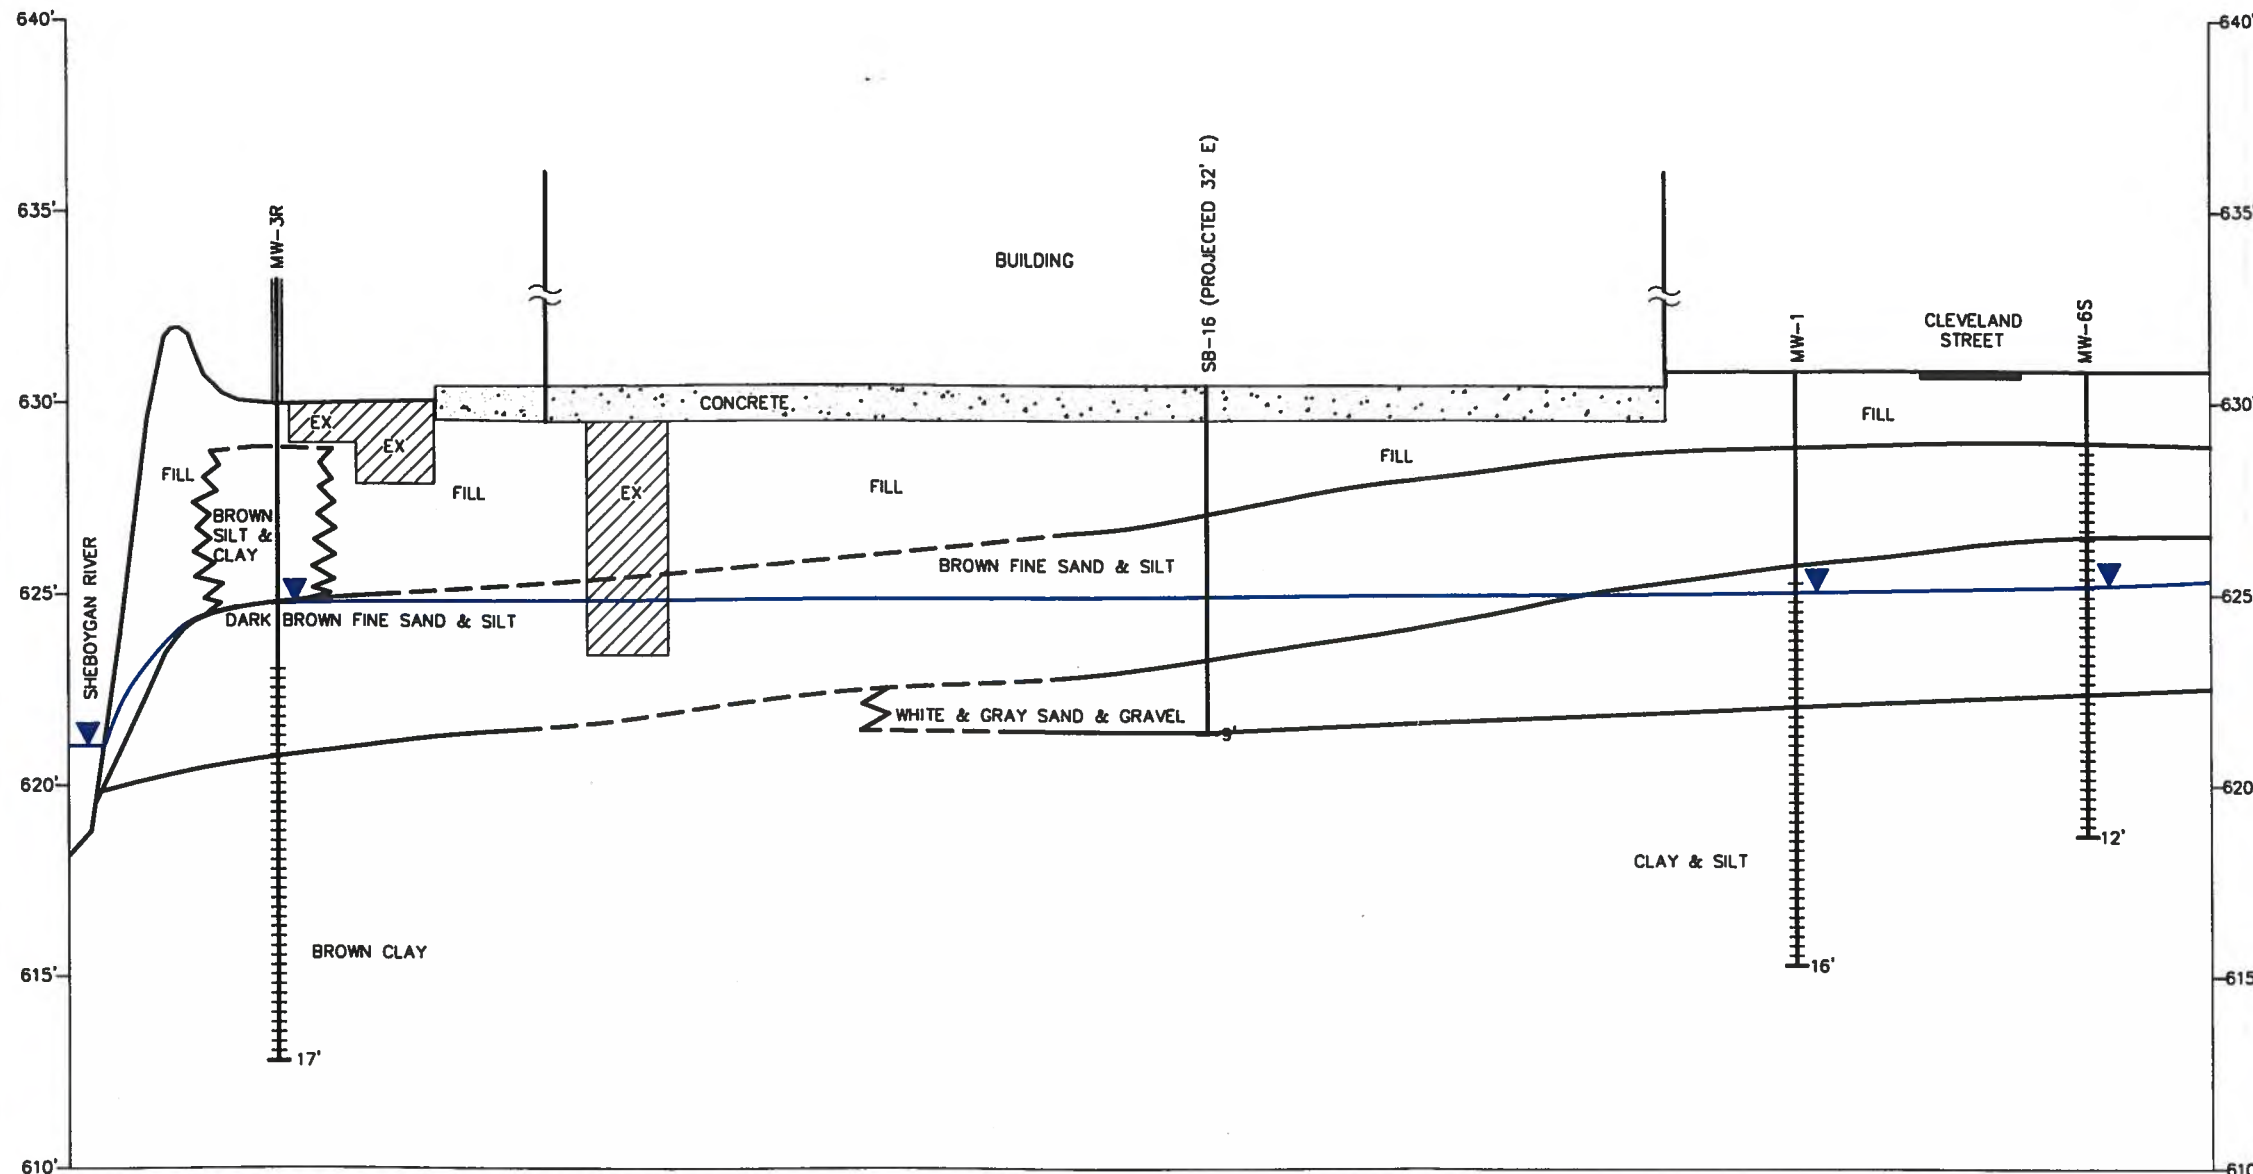 640'
640'
635'
635'
630'
630'
625'
625'
620'
620
615'
615
610'
610
SHEBOYGAN RIVER
MW-3R
BUILDING
SB-16 (PROJECTED 32' E)
MW-1
CLEVELAND
STREET
MW-6S
EX
EX
CONCRETE
FILL
FILL
FILL
EX
FILL
FILL
BROWN
SILT &
CLAY
BROWN FINE SAND & SILT
DARK BROWN FINE SAND & SILT
WHITE & GRAY SAND & GRAVEL
9'
12'
CLAY & SILT
BROWN CLAY
16'
17'